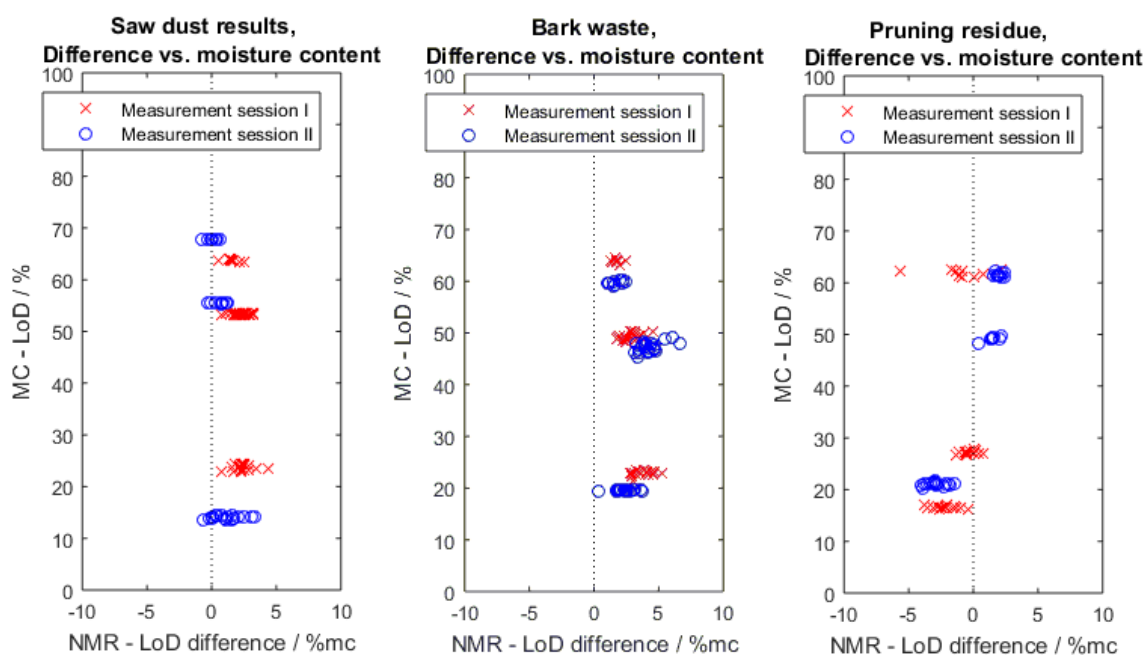 Saw dust results,
Difference vs. moisture content
100
80
70
60
50
40
30
20
10
0
-10
-5
0
5
10
MC - LoD / %
NMR - LoD difference / %mc
Measurement session I
Measurement session II
Bark waste,
Difference vs. moisture content
100
80
70
60
50
40
30
20
10
0
-10
-5
0
5
10
MC - LoD / %
NMR - LoD difference / %mc
Measurement session I
Measurement session II
Pruning residue,
Difference vs. moisture content
100
80
70
60
50
40
30
20
10
0
-10
-5
0
5
10
MC - LoD / %
NMR - LoD difference / %mc
Measurement session I
Measurement session II